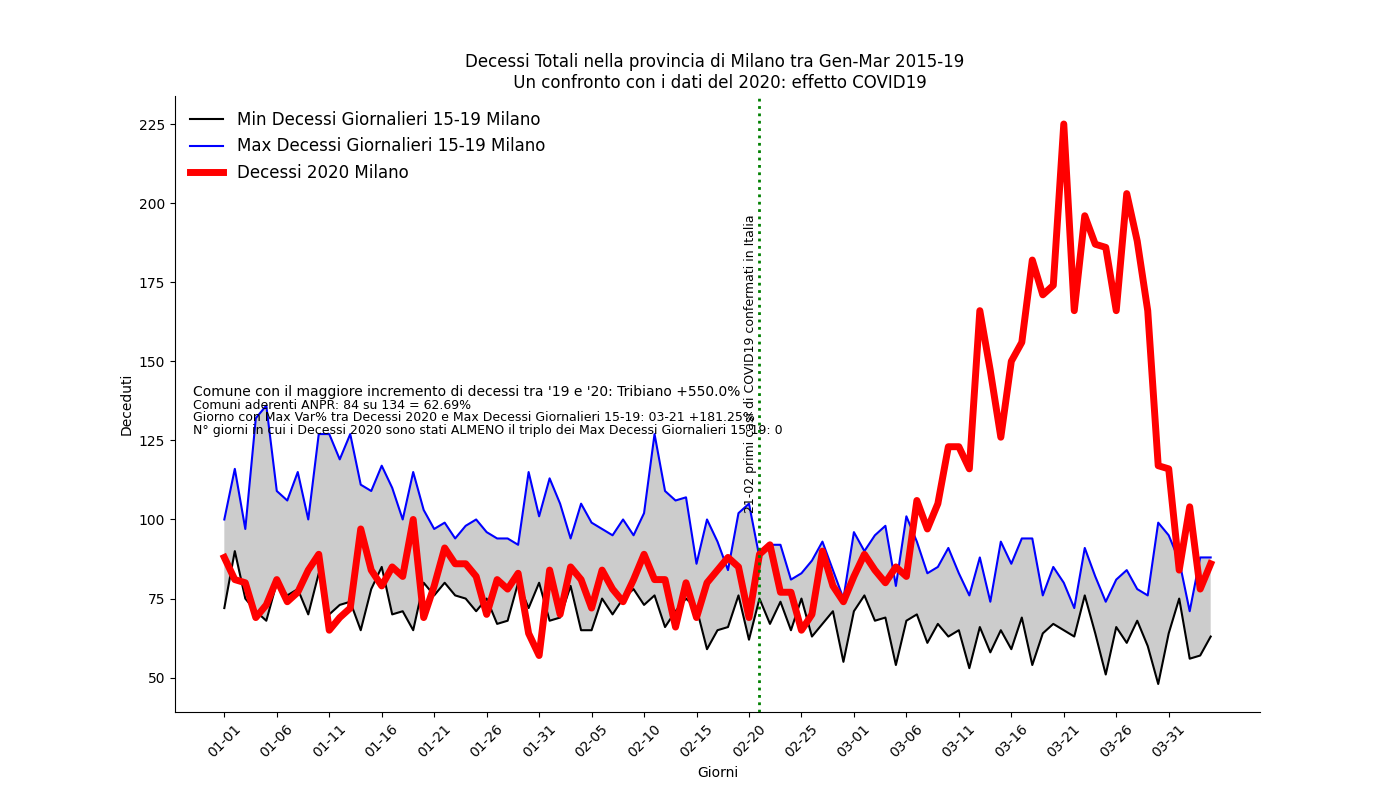 Decessi Totali nella provincia di Milano tra Gen-Mar 2015-19
Un confronto con i dati del 2020: effetto COVID19
Min Decessi Giornalieri 15-19 Milano
Max Decessi Giornalieri 15-19 Milano
Decessi 2020 Milano
225
200
175
150
125
100
75
50
Deceduti
Comune con il maggiore incremento di decessi tra '19 e '20: Tribiano +550.0%
Comuni aderenti ANPR: 84 su 134 = 62.69%
Giorno con Max Var% tra Decessi 2020 e Max Decessi Giornalieri 15-19: 03-21 +181.25%
N° giorni in cui i Decessi 2020 sono stati ALMENO il triplo dei Max Decessi Giornalieri 15-19: 0
21-02 primi casi di COVID19 confermati in Italia
01-01
01-06
01-11
01-16
01-21
01-26
01-31
02-05
02-10
02-15
02-20
02-25
03-01
03-06
03-11
03-16
03-21
03-26
03-31
Giorni